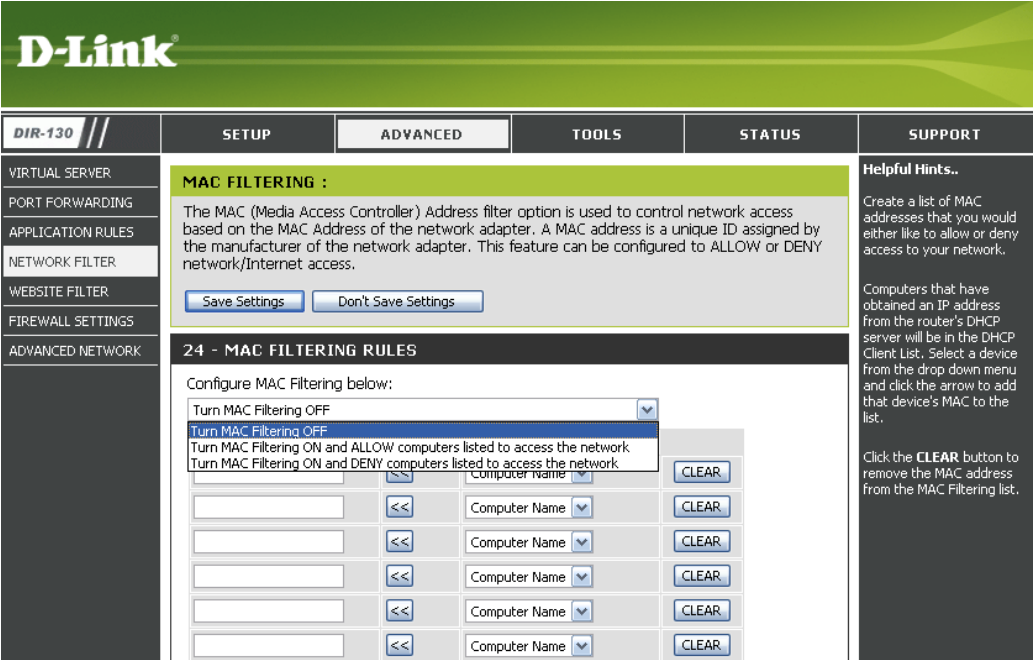 D-Link®
DIR-130
SETUP
ADVANCED
TOOLS
STATUS
SUPPORT
VIRTUAL SERVER
PORT FORWARDING
APPLICATION RULES
NETWORK FILTER
WEBSITE FILTER
FIREWALL SETTINGS
ADVANCED NETWORK
MAC FILTERING :
The MAC (Media Access Controller) Address filter option is used to control network access
based on the MAC Address of the network adapter. A MAC address is a unique ID assigned by
the manufacturer of the network adapter. This feature can be configured to ALLOW or DENY
network/Internet access.
Save Settings
Don't Save Settings
24 - MAC FILTERING RULES
Configure MAC Filtering below:
Turn MAC Filtering OFF
Turn MAC Filtering OFF
Turn MAC Filtering ON and ALLOW computers listed to access the network
Turn MAC Filtering ON and DENY computers listed to access the network
<< Computer Name CLEAR
<< Computer Name CLEAR
<< Computer Name CLEAR
<< Computer Name CLEAR
<< Computer Name CLEAR
<< Computer Name CLEAR
Helpful Hints..
Create a list of MAC
addresses that you would
either like to allow or deny
access to your network.
Computers that have
obtained an IP address
from the router's DHCP
server will be in the DHCP
Client List. Select a device
from the drop down menu
and click the arrow to add
that device's MAC to the
list.
Click the CLEAR button to
remove the MAC address
from the MAC Filtering list.